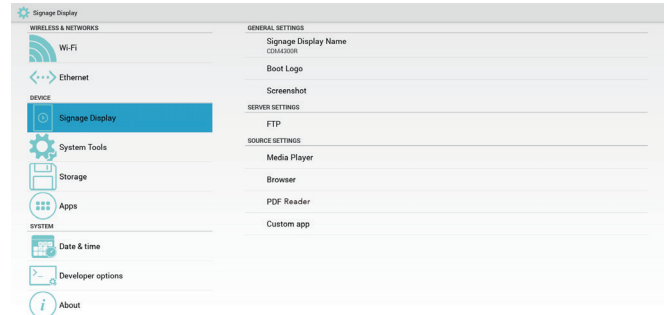 Signage Display
WIRELESS & NETWORKS
Wi-Fi
Ethernet
DEVICE
Signage Display
System Tools
Storage
Apps
SYSTEM
Date & time
Developer options
About
GENERAL SETTINGS
Signage Display Name
CDM4300R
Boot Logo
Screenshot
SERVER SETTINGS
FTP
SOURCE SETTINGS
Media Player
Browser
PDF Reader
Custom app